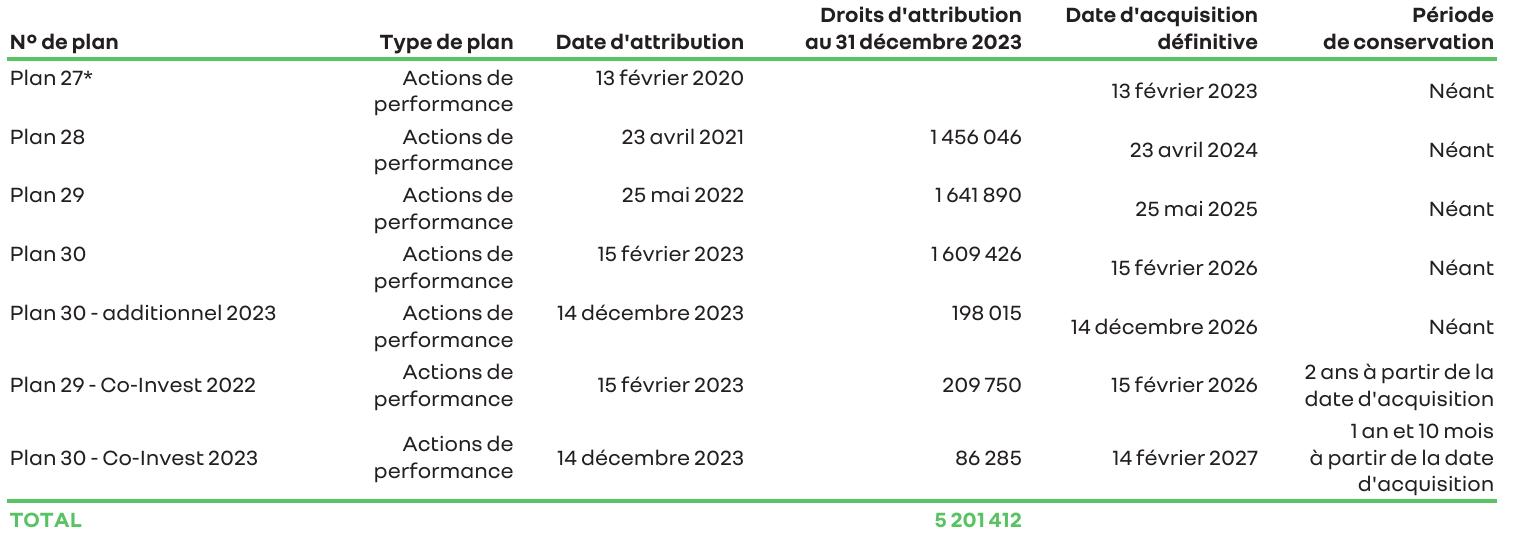 Droits d'attribution Date d'acquisition Période
N° de plan Type de plan Date d'attribution au 31 décembre 2023 définitive de conservation
Plan 27* Actions de performance 13 février 2020 13 février 2023 Néant
Plan 28 Actions de performance 23 avril 2021 1 456 046 23 avril 2024 Néant
Plan 29 Actions de performance 25 mai 2022 1 641 890 25 mai 2025 Néant
Plan 30 Actions de performance 15 février 2023 1 609 426 15 février 2026 Néant
Plan 30 - additionnel 2023 Actions de performance 14 décembre 2023 198 015 14 décembre 2026 Néant
Plan 29 - Co-Invest 2022 Actions de performance 15 février 2023 209 750 15 février 2026 2 ans à partir de la date d'acquisition
Plan 30 - Co-Invest 2023 Actions de performance 14 décembre 2023 86 285 14 février 2027 1 an et 10 mois à partir de la date d'acquisition
TOTAL 5 201 412